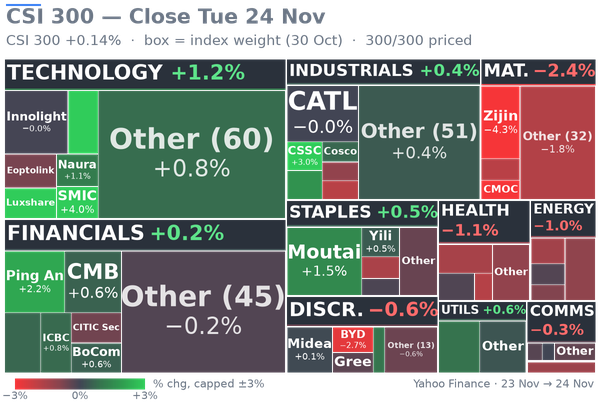 CSI 300 — Close Tue 24 Nov
CSI 300 +0.14% · box = index weight (30 Oct) · 300/300 priced
TECHNOLOGY +1.2%
Innolight
−0.0%
Eoptolink
Naura
+1.1%
Luxshare
SMIC
+4.0%
Other (60)
+0.8%
FINANCIALS +0.2%
Ping An
+2.2%
CMB
+0.6%
ICBC
+0.8%
CITIC Sec
BoCom
+0.6%
Other (45)
−0.2%
INDUSTRIALS +0.4%
CATL
−0.0%
CSSC
+3.0%
Cosco
Other (51)
+0.4%
MAT. −2.4%
Zijin
−4.3%
CMOC
Other (32)
−1.8%
STAPLES +0.5%
Moutai
+1.5%
Yili
+0.5%
Other
HEALTH
−1.1%
Other
ENERGY
−1.0%
DISCR. −0.6%
Midea
+0.1%
BYD
−2.7%
Gree
Other (13)
−0.6%
UTILS +0.6%
Other
COMMS
−0.3%
Other
−3% 0% +3%
% chg, capped ±3%
Yahoo Finance · 23 Nov → 24 Nov